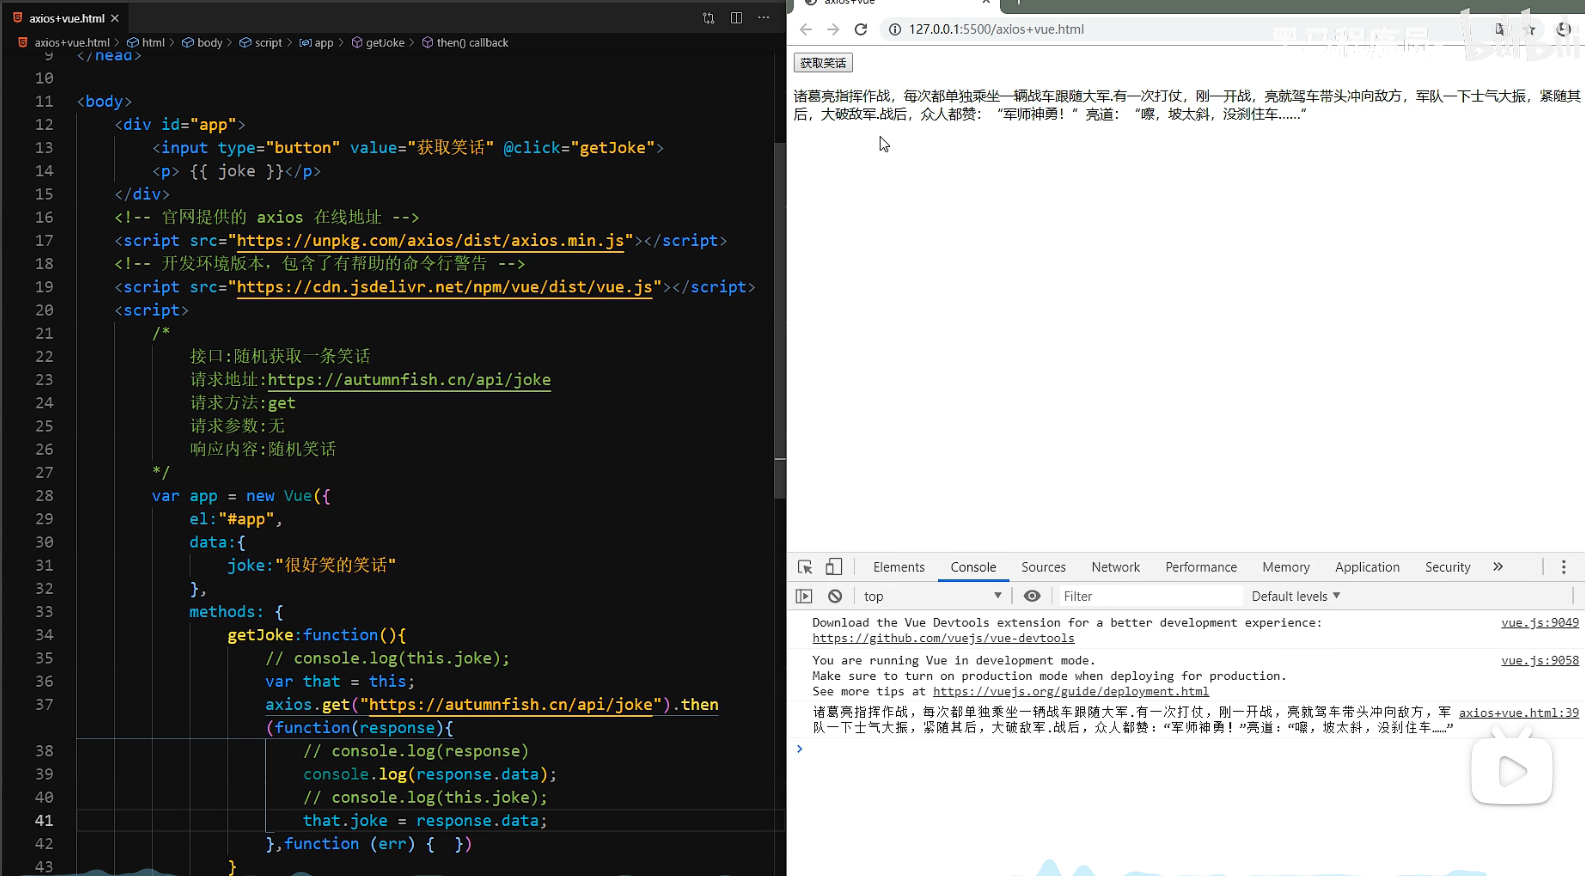 axios+vue.html
axios+vue.html > html > body > script > app > getJoke > then() callback
9 </head>
10
11 <body>
12 <div id="app">
13 <input type="button" value="获取笑话" @click="getJoke">
14 <p> {{ joke }}</p>
15 </div>
16 <!-- 官网提供的 axios 在线地址 -->
17 <script src="https://unpkg.com/axios/dist/axios.min.js"></script>
18 <!-- 开发环境版本，包含了有帮助的命令行警告 -->
19 <script src="https://cdn.jsdelivr.net/npm/vue/dist/vue.js"></script>
20 <script>
21 /*
22 接口:随机获取一条笑话
23 请求地址:https://autumnfish.cn/api/joke
24 请求方法:get
25 请求参数:无
26 响应内容:随机笑话
27 */
28 var app = new Vue({
29 el:"#app",
30 data:{
31 joke:"很好笑的笑话"
32 },
33 methods: {
34 getJoke:function(){
35 // console.log(this.joke);
36 var that = this;
37 axios.get("https://autumnfish.cn/api/joke").then
(function(response){
38 // console.log(response)
39 console.log(response.data);
40 // console.log(this.joke);
41 that.joke = response.data;
42 },function (err) { })
43 }
axios+vue
127.0.0.1:5500/axios+vue.html
黑马程序员 bilibili
获取笑话
诸葛亮指挥作战，每次都单独乘坐一辆战车跟随大军.有一次打仗，刚一开战，亮就驾车带头冲向敌方，军队一下士气大振，紧随其
后，大破敌军.战后，众人都赞：“军师神勇！”亮道：“嚓，坡太斜，没刹住车……”
Elements Console Sources Network Performance Memory Application Security »
top Filter Default levels
Download the Vue Devtools extension for a better development experience: vue.js:9049
https://github.com/vuejs/vue-devtools
You are running Vue in development mode. vue.js:9058
Make sure to turn on production mode when deploying for production.
See more tips at https://vuejs.org/guide/deployment.html
诸葛亮指挥作战，每次都单独乘坐一辆战车跟随大军.有一次打仗，刚一开战，亮就驾车带头冲向敌方，军 axios+vue.html:39
队一下士气大振，紧随其后，大破敌军.战后，众人都赞：“军师神勇！”亮道：“嚓，坡太斜，没刹住车……”